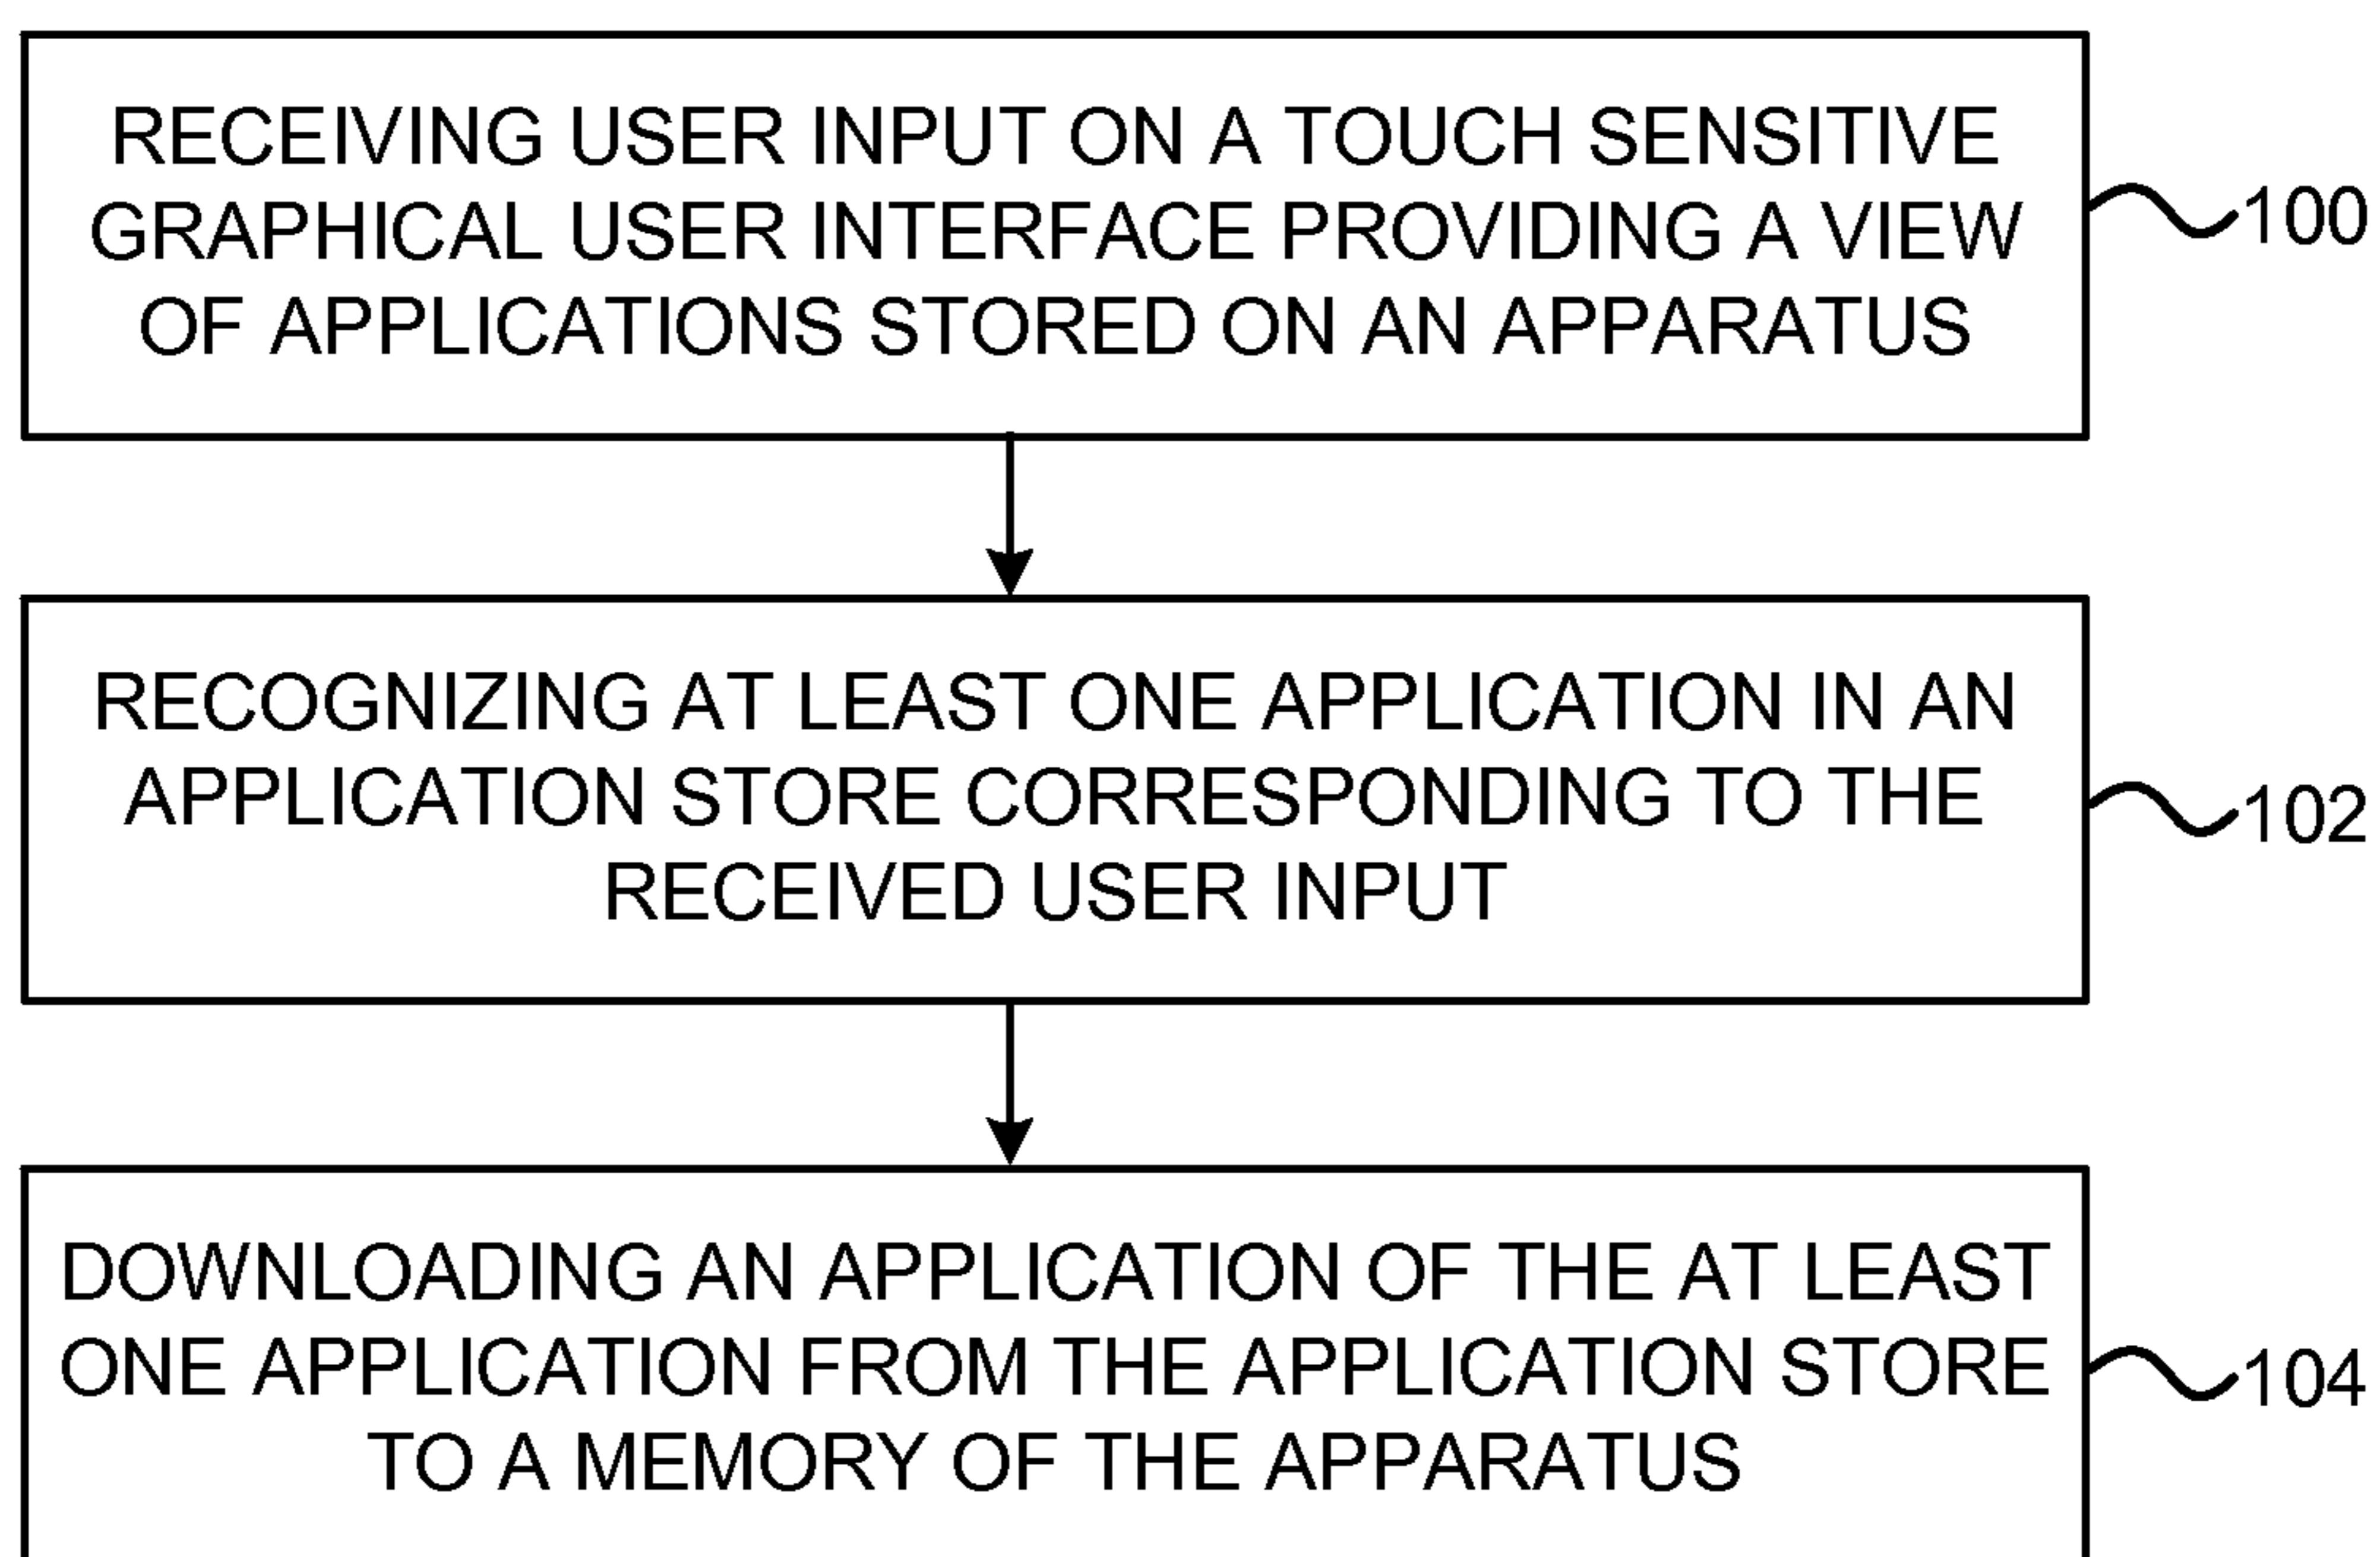 RECEIVING USER INPUT ON A TOUCH SENSITIVE
GRAPHICAL USER INTERFACE PROVIDING A VIEW
OF APPLICATIONS STORED ON AN APPARATUS
100
RECOGNIZING AT LEAST ONE APPLICATION IN AN
APPLICATION STORE CORRESPONDING TO THE
RECEIVED USER INPUT
102
DOWNLOADING AN APPLICATION OF THE AT LEAST
ONE APPLICATION FROM THE APPLICATION STORE
TO A MEMORY OF THE APPARATUS
104